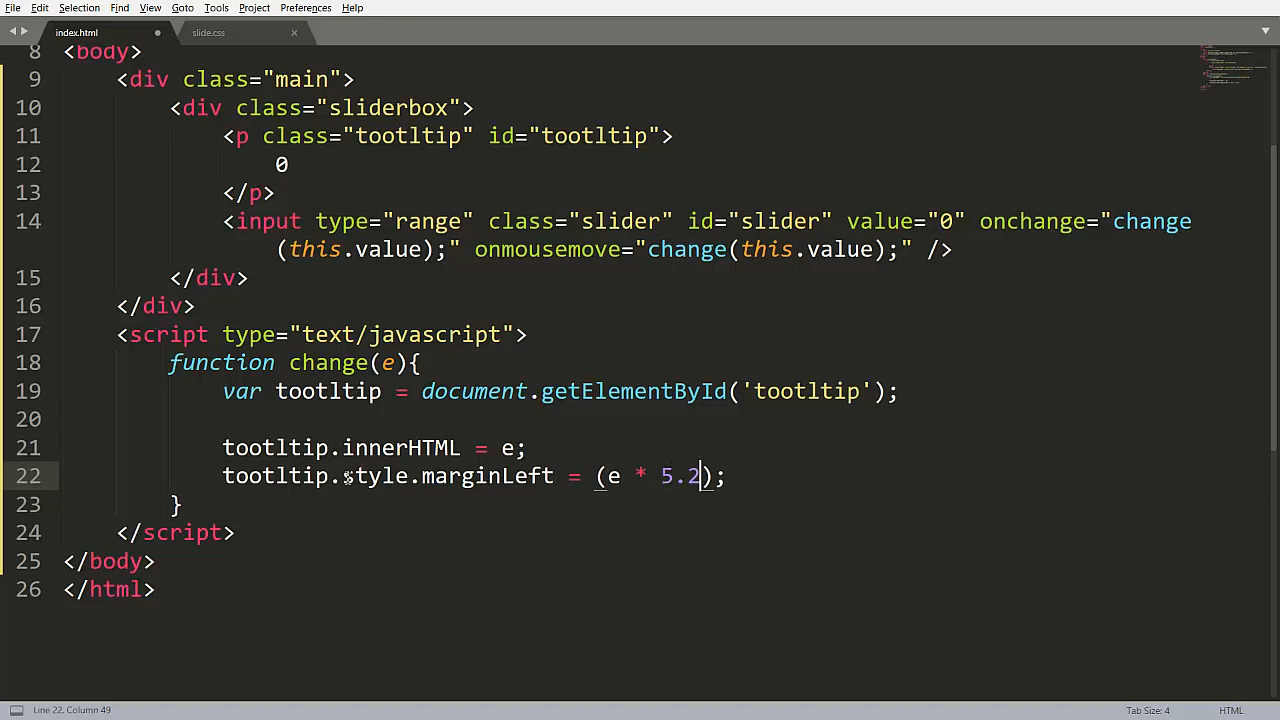 File Edit Selection Find View Goto Tools Project Preferences Help
index.html slide.css
8 <body>
9 <div class="main">
10 <div class="sliderbox">
11 <p class="tootltip" id="tootltip">
12 0
13 </p>
14 <input type="range" class="slider" id="slider" value="0" onchange="change
(this.value);" onmousemove="change(this.value);" />
15 </div>
16 </div>
17 <script type="text/javascript">
18 function change(e){
19 var tootltip = document.getElementById('tootltip');
20
21 tootltip.innerHTML = e;
22 tootltip.style.marginLeft = (e * 5.2);
23 }
24 </script>
25 </body>
26 </html>
Line 22, Column 49 Tab Size: 4 HTML